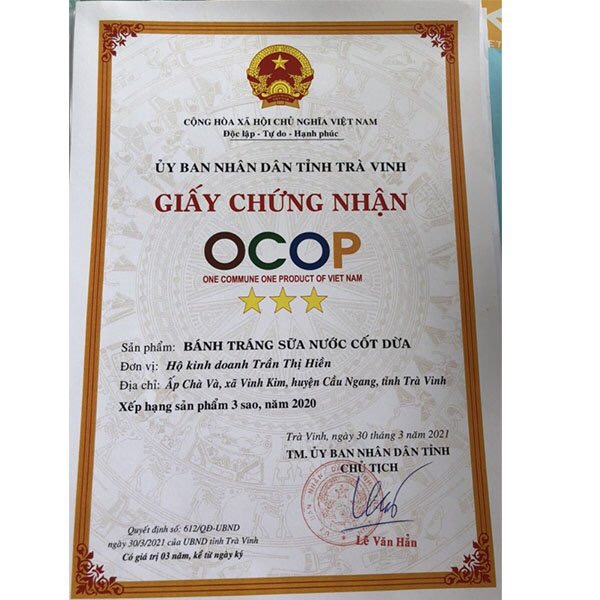 CỘNG HÒA XÃ HỘI CHỦ NGHĨA VIỆT NAM
Độc lập - Tự do - Hạnh phúc
ỦY BAN NHÂN DÂN TỈNH TRÀ VINH
GIẤY CHỨNG NHẬN
OCOP
ONE COMMUNE ONE PRODUCT OF VIET NAM
Sản phẩm: BÁNH TRÁNG SỮA NƯỚC CỐT DỪA
Đơn vị: Hộ kinh doanh Trần Thị Hiền
Địa chỉ: Ấp Chà Và, xã Vinh Kim, huyện Cầu Ngang, tỉnh Trà Vinh
Xếp hạng sản phẩm 3 sao, năm 2020
Trà Vinh, ngày 30 tháng 3 năm 2021
TM. ỦY BAN NHÂN DÂN TỈNH
CHỦ TỊCH
Lê Văn Hẳn
Quyết định số: 612/QĐ-UBND
ngày 30/3/2021 của UBND tỉnh Trà Vinh
Có giá trị 03 năm, kể từ ngày ký